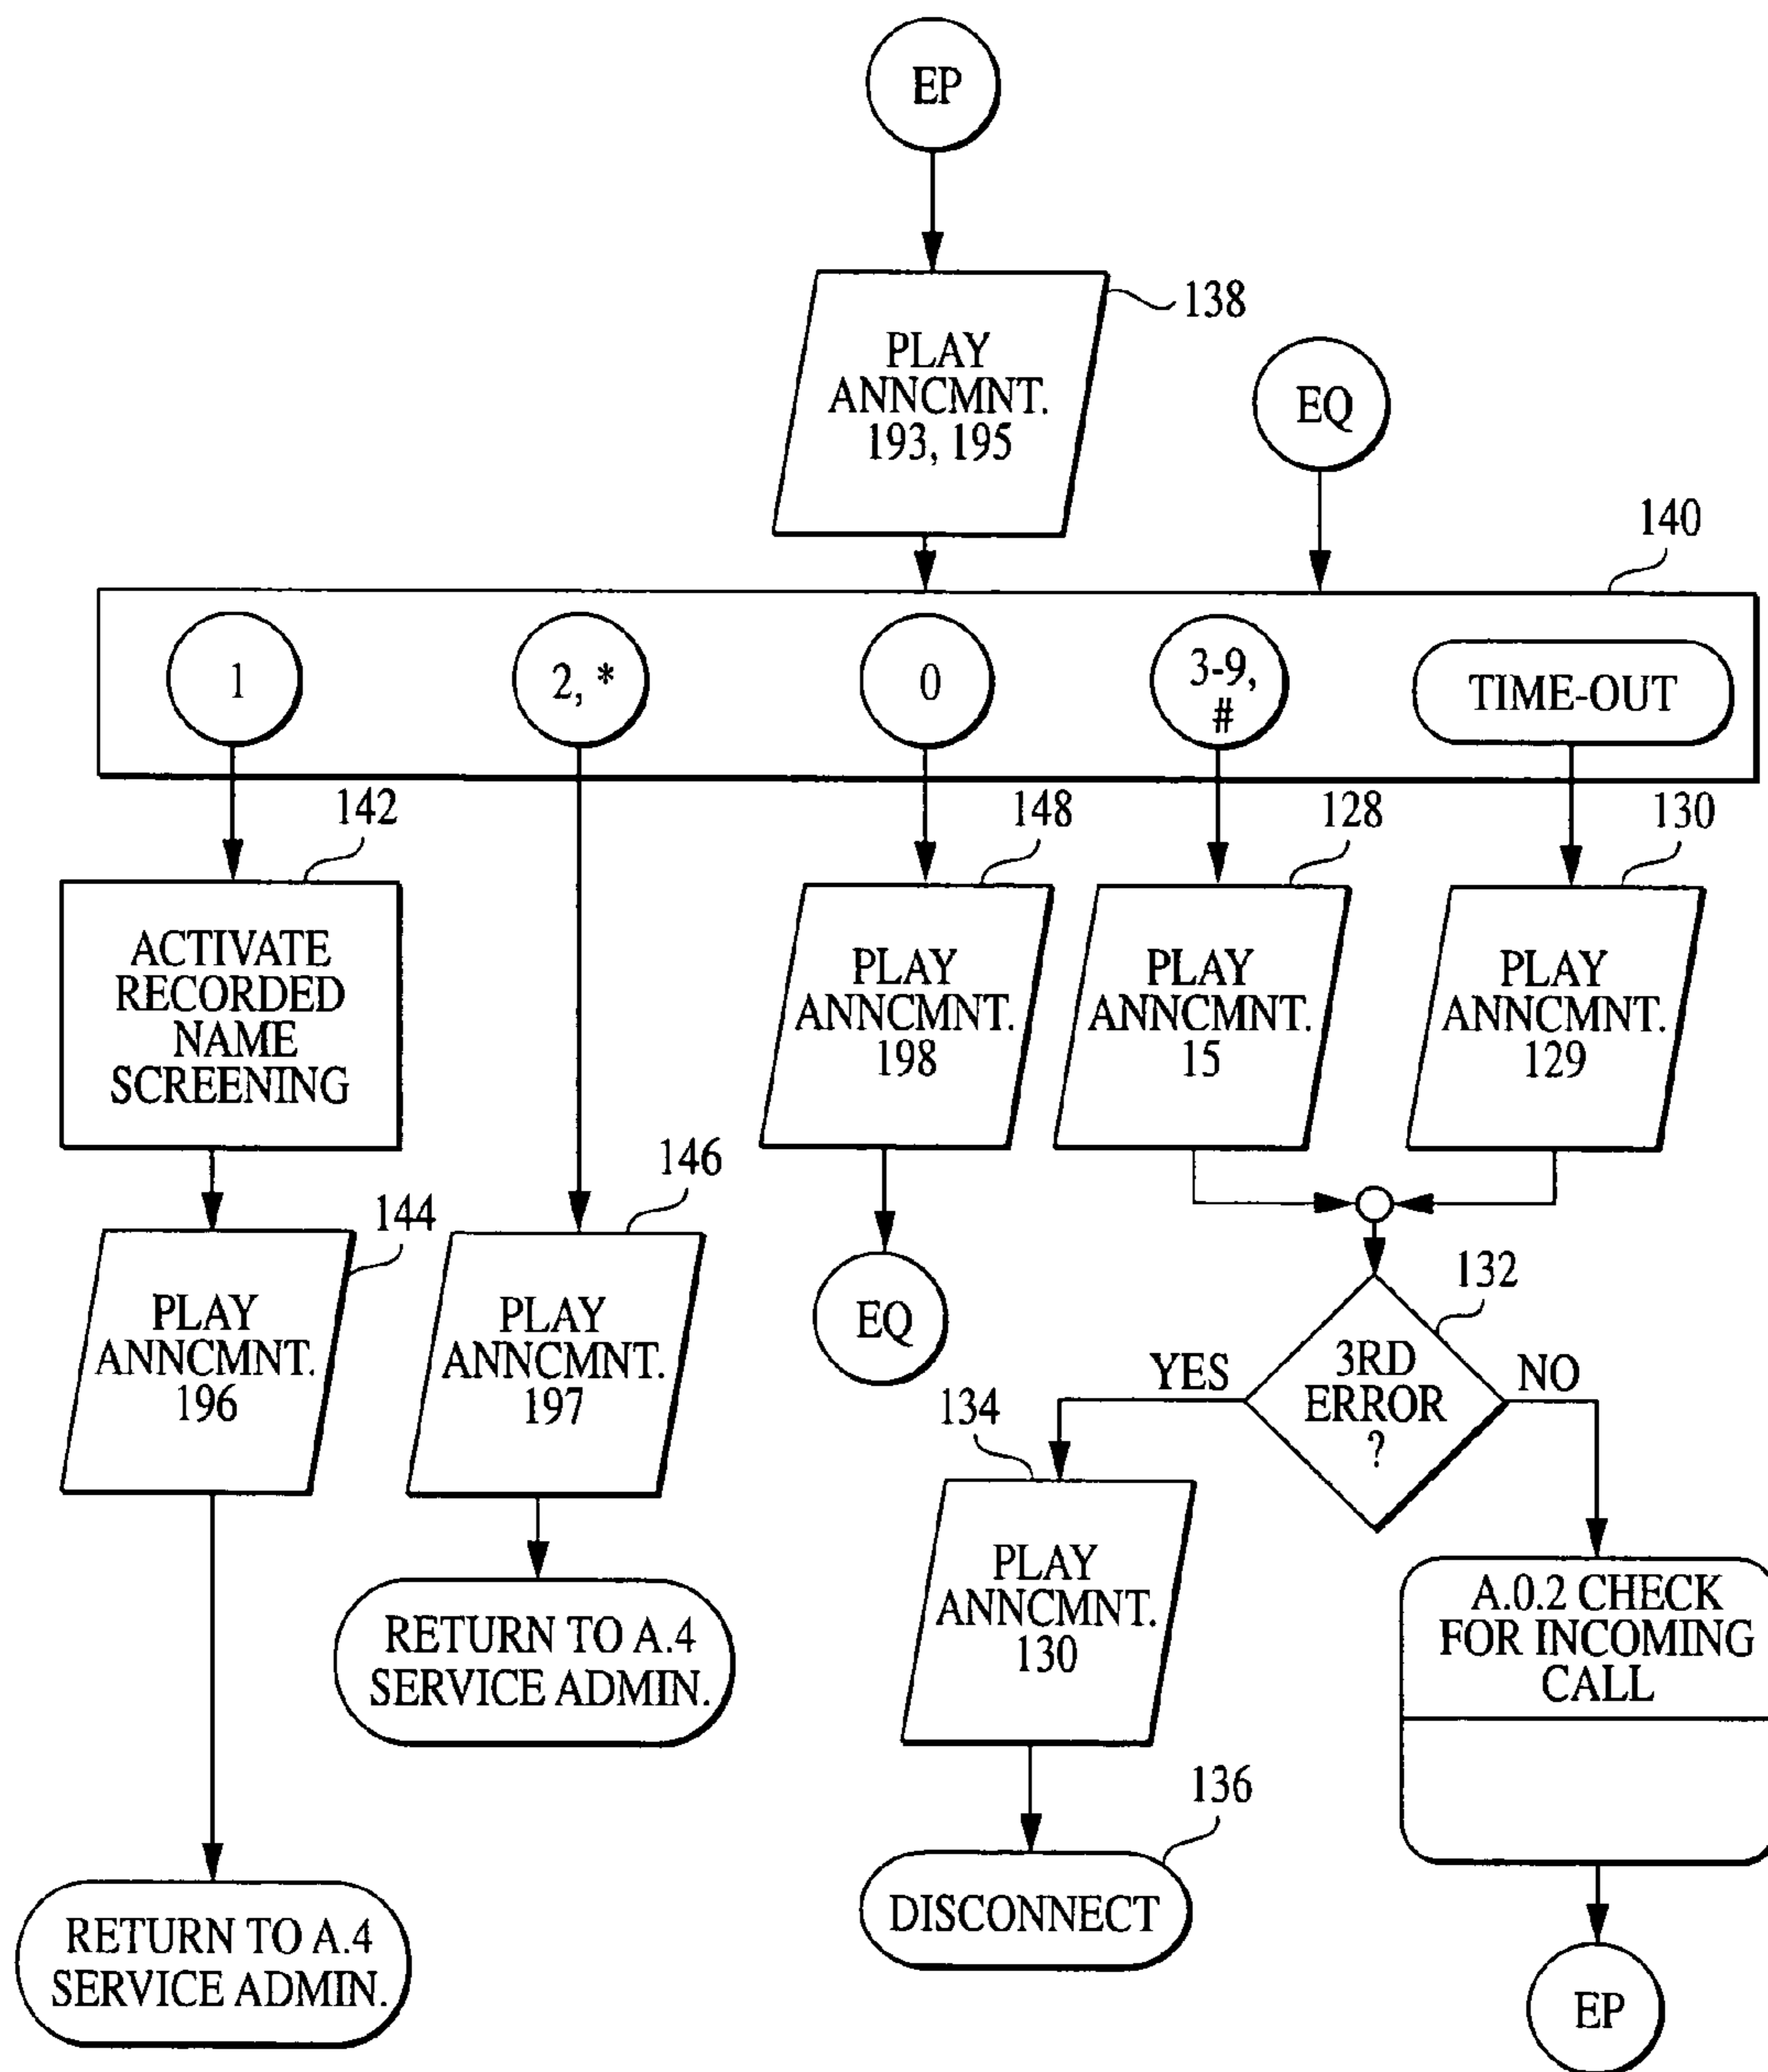 EP
138
PLAY
ANNCMNT.
193, 195
EQ
140
1
2, *
0
3-9,
#
TIME-OUT
142
148
128
130
ACTIVATE
RECORDED
NAME
SCREENING
PLAY
ANNCMNT.
198
PLAY
ANNCMNT.
15
PLAY
ANNCMNT.
129
144
PLAY
ANNCMNT.
196
146
PLAY
ANNCMNT.
197
EQ
132
3RD
ERROR
?
YES
NO
134
PLAY
ANNCMNT.
130
A.0.2 CHECK
FOR INCOMING
CALL
RETURN TO A.4
SERVICE ADMIN.
136
DISCONNECT
RETURN TO A.4
SERVICE ADMIN.
EP